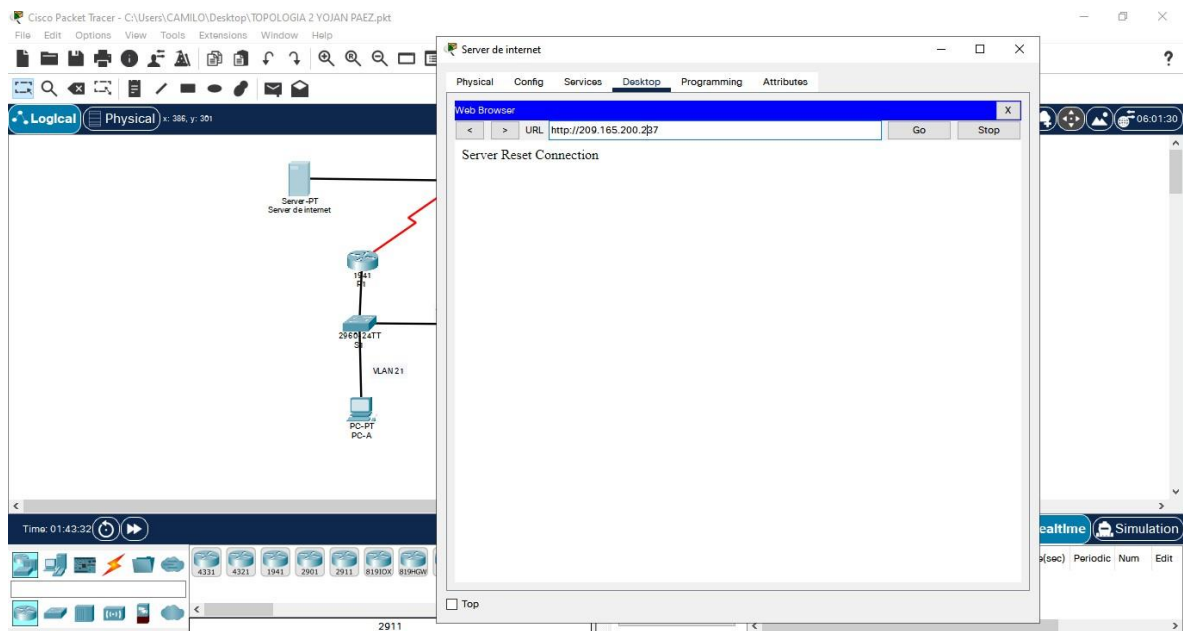 Cisco Packet Tracer - C:\Users\CAMILO\Desktop\TOPOLOGIA 2 YOJAN PAEZ.pkt
File Edit Options View Tools Extensions Window Help
Logical Physical x: 386, y: 301
06:01:30
Server de internet
Physical Config Services Desktop Programming Attributes
Web Browser X
< > URL http://209.165.200.237 Go Stop
Server Reset Connection
Server-PT
Server de internet
1941
R1
2960-24TT
S1
VLAN 21
PC-PT
PC-A
Time: 01:43:32
ealtime Simulation
4331 4321 1941 2901 2911 819IOX 819HGW
(sec) Periodic Num Edit
Top
2911